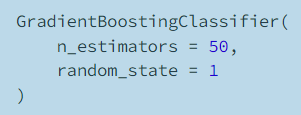 GradientBoostingClassifier(
    n_estimators = 50,
    random_state = 1
)